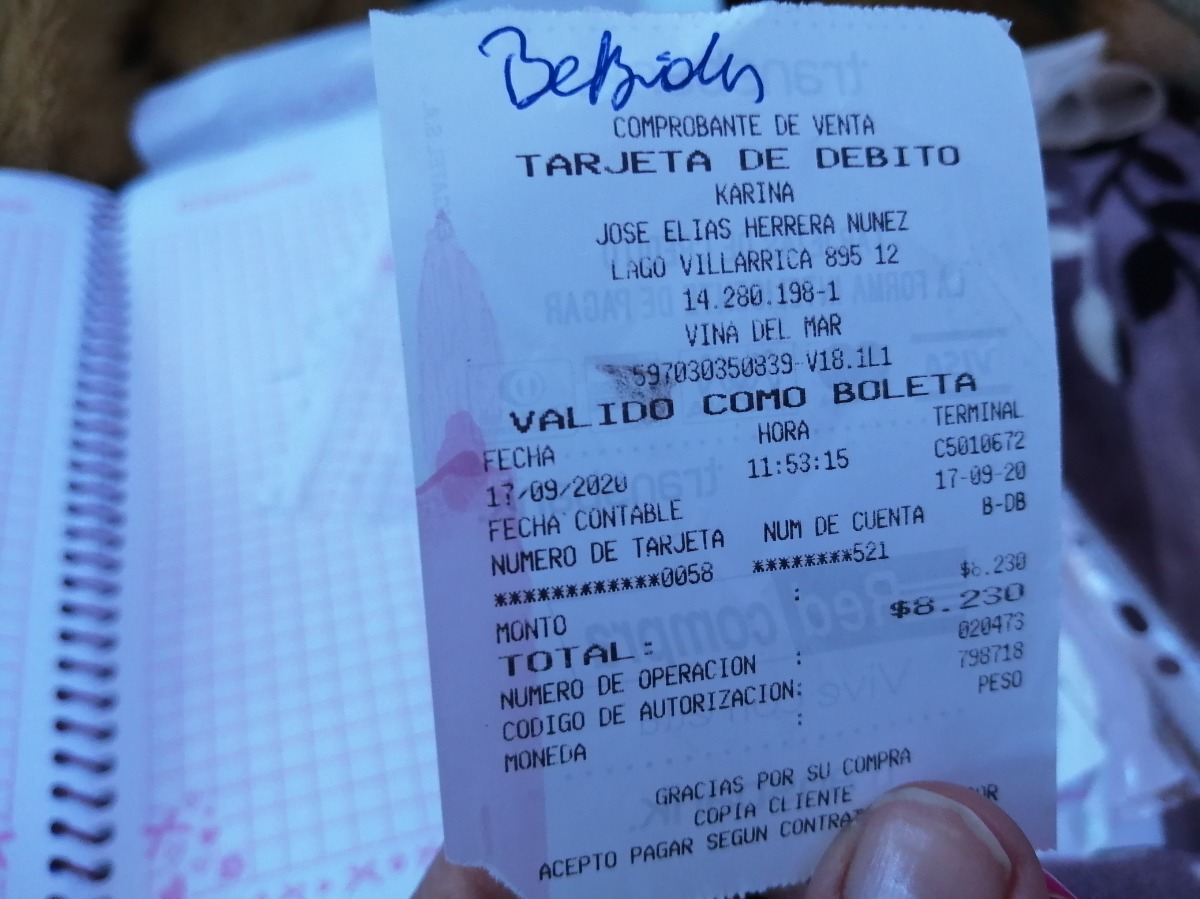 Bebidas
COMPROBANTE DE VENTA
TARJETA DE DEBITO
KARINA
JOSE ELIAS HERRERA NUNEZ
LAGO VILLARRICA 895 12
14.280.198-1
VINA DEL MAR
597030350839-V18.1L1
VALIDO COMO BOLETA
FECHA HORA TERMINAL
17/09/2020 11:53:15 C5010672
FECHA CONTABLE 17-09-20
NUMERO DE TARJETA NUM DE CUENTA B-DB
************0058 ********521
MONTO : $8.230
TOTAL: $8.230
NUMERO DE OPERACION : 020473
CODIGO DE AUTORIZACION: 798718
MONEDA : PESO
GRACIAS POR SU COMPRA
COPIA CLIENTE
ACEPTO PAGAR SEGUN